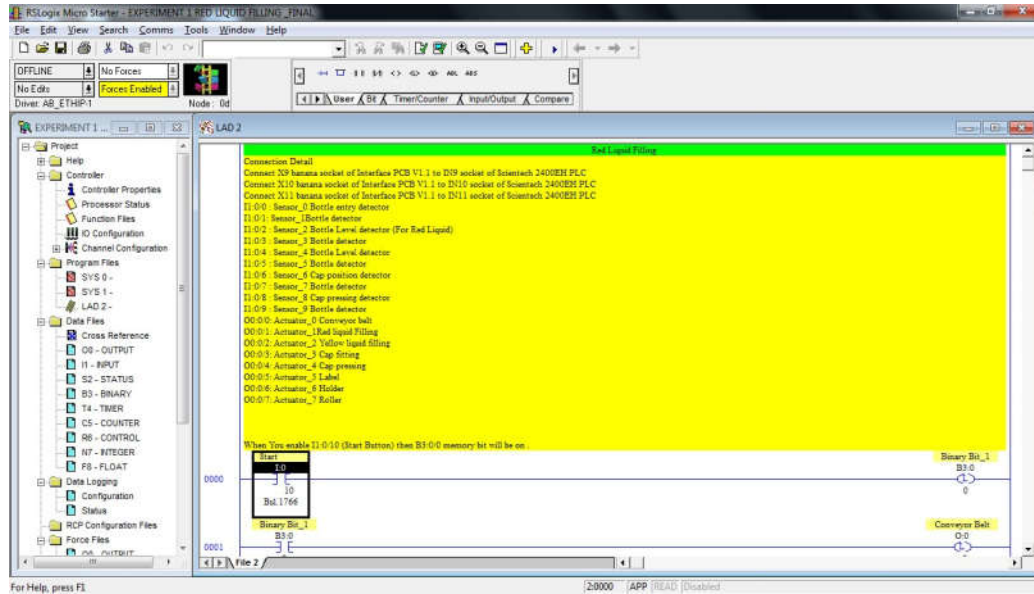 RSLogix Micro Starter - EXPERIMENT 1 RED LIQUID FILLING _FINAL
File Edit View Search Comms Tools Window Help
OFFLINE No Forces
No Edits Forces Enabled
Driver: AB_ETHIP-1 Node : 0d
ABL ABS
User Bit Timer/Counter Input/Output Compare
EXPERIMENT 1 ...
Project
Help
Controller
Controller Properties
Processor Status
Function Files
IO Configuration
Channel Configuration
Program Files
SYS 0 -
SYS 1 -
LAD 2 -
Data Files
Cross Reference
O0 - OUTPUT
I1 - INPUT
S2 - STATUS
B3 - BINARY
T4 - TIMER
C5 - COUNTER
R6 - CONTROL
N7 - INTEGER
F8 - FLOAT
Data Logging
Configuration
Status
RCP Configuration Files
Force Files
O0 - OUTPUT
LAD 2
Red Liquid Filling
Connection Detail
Connect X9 banana socket of Interface PCB V1.1 to IN9 socket of Scientech 2400EH PLC
Connect X10 banana socket of Interface PCB V1.1 to IN10 socket of Scientech 2400EH PLC
Connect X11 banana socket of Interface PCB V1.1 to IN11 socket of Scientech 2400EH PLC
I1:0/0 : Sensor_0 Bottle entry detector
I1:0/1: Sensor_1Bottle detector
I1:0/2 : Sensor_2 Bottle Level detector (For Red Liquid)
I1:0/3 : Sensor_3 Bottle detector
I1:0/4 : Sensor_4 Bottle Level detector
I1:0/5 : Sensor_5 Bottle detector
I1:0/6 : Sensor_6 Cap position detector
I1:0/7 : Sensor_7 Bottle detector
I1:0/8 : Sensor_8 Cap pressing detector
I1:0/9 : Sensor_9 Bottle detector
O0:0/0: Actuator_0 Conveyor belt
O0:0/1: Actuator_1Red liquid Filling
O0:0/2: Actuator_2 Yellow liquid filling
O0:0/3: Actuator_3 Cap fitting
O0:0/4: Actuator_4 Cap pressing
O0:0/5: Actuator_5 Label
O0:0/6: Actuator_6 Holder
O0:0/7: Actuator_7 Roller
When You enable I1:0/10 (Start Button) then B3:0/0 memory bit will be on .
Start Binary Bit_1
I:0 B3:0
0000 L
10 0
Bul.1766
Binary Bit_1 Conveyor Belt
B3:0 O:0
0001 L
File 2
For Help, press F1 2:0000 APP READ Disabled